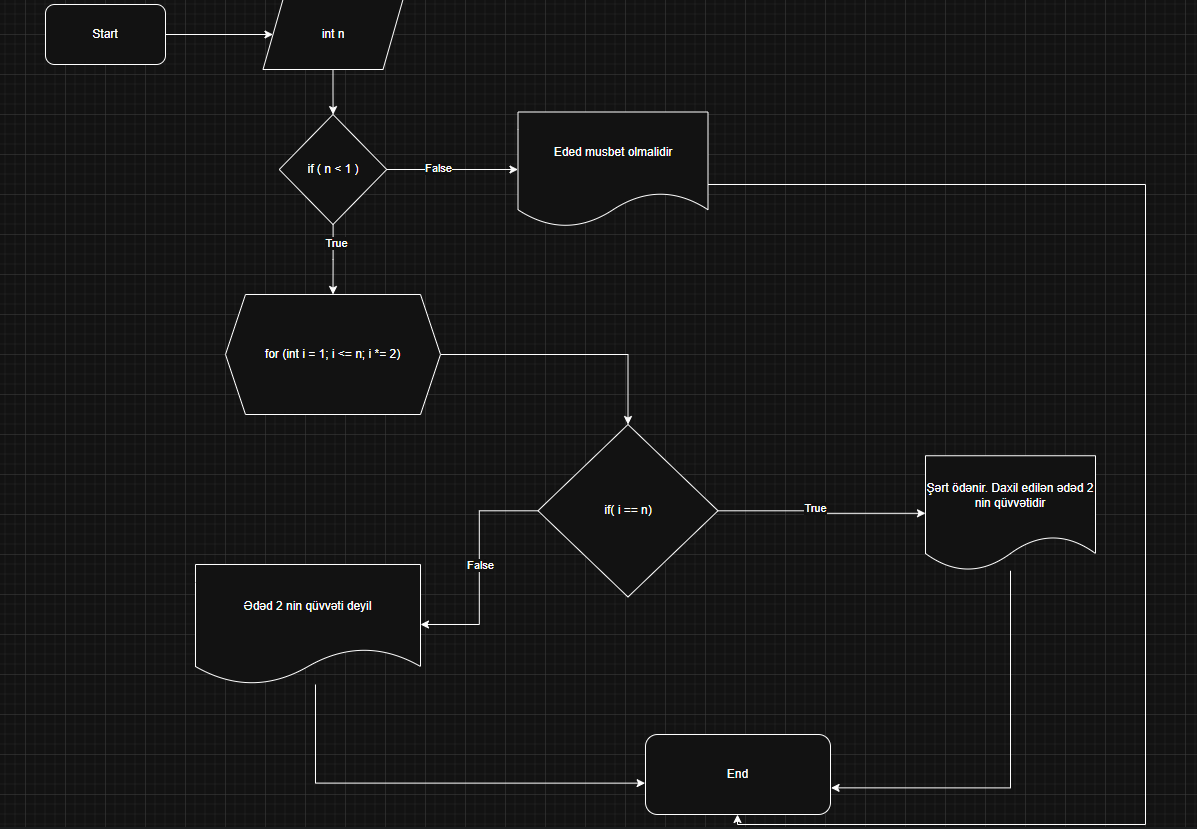 Start
int n
if ( n < 1 )
False
Eded musbet olmalidir
True
for (int i = 1; i <= n; i *= 2)
if( i == n)
True
Şərt ödənir. Daxil edilən ədəd 2
nin qüvvətidir
False
Ədəd 2 nin qüvvəti deyil
End